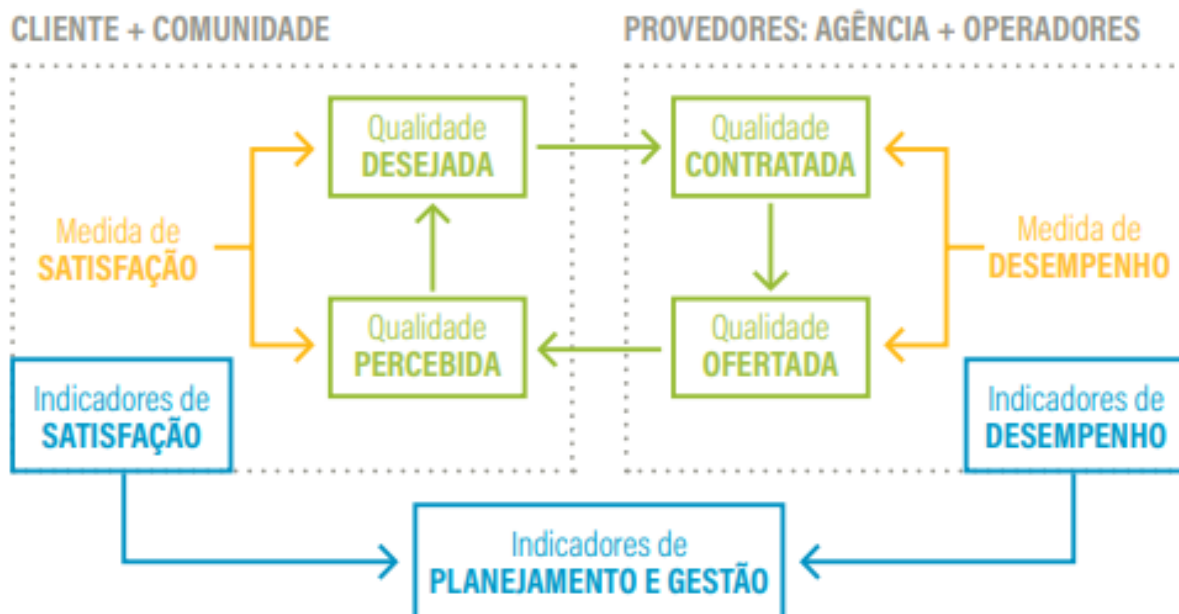 CLIENTE + COMUNIDADE
PROVEDORES: AGÊNCIA + OPERADORES
Qualidade
DESEJADA
Qualidade
CONTRATADA
Medida de
SATISFAÇÃO
Medida de
DESEMPENHO
Qualidade
PERCEBIDA
Qualidade
OFERTADA
Indicadores de
SATISFAÇÃO
Indicadores de
DESEMPENHO
Indicadores de
PLANEJAMENTO E GESTÃO